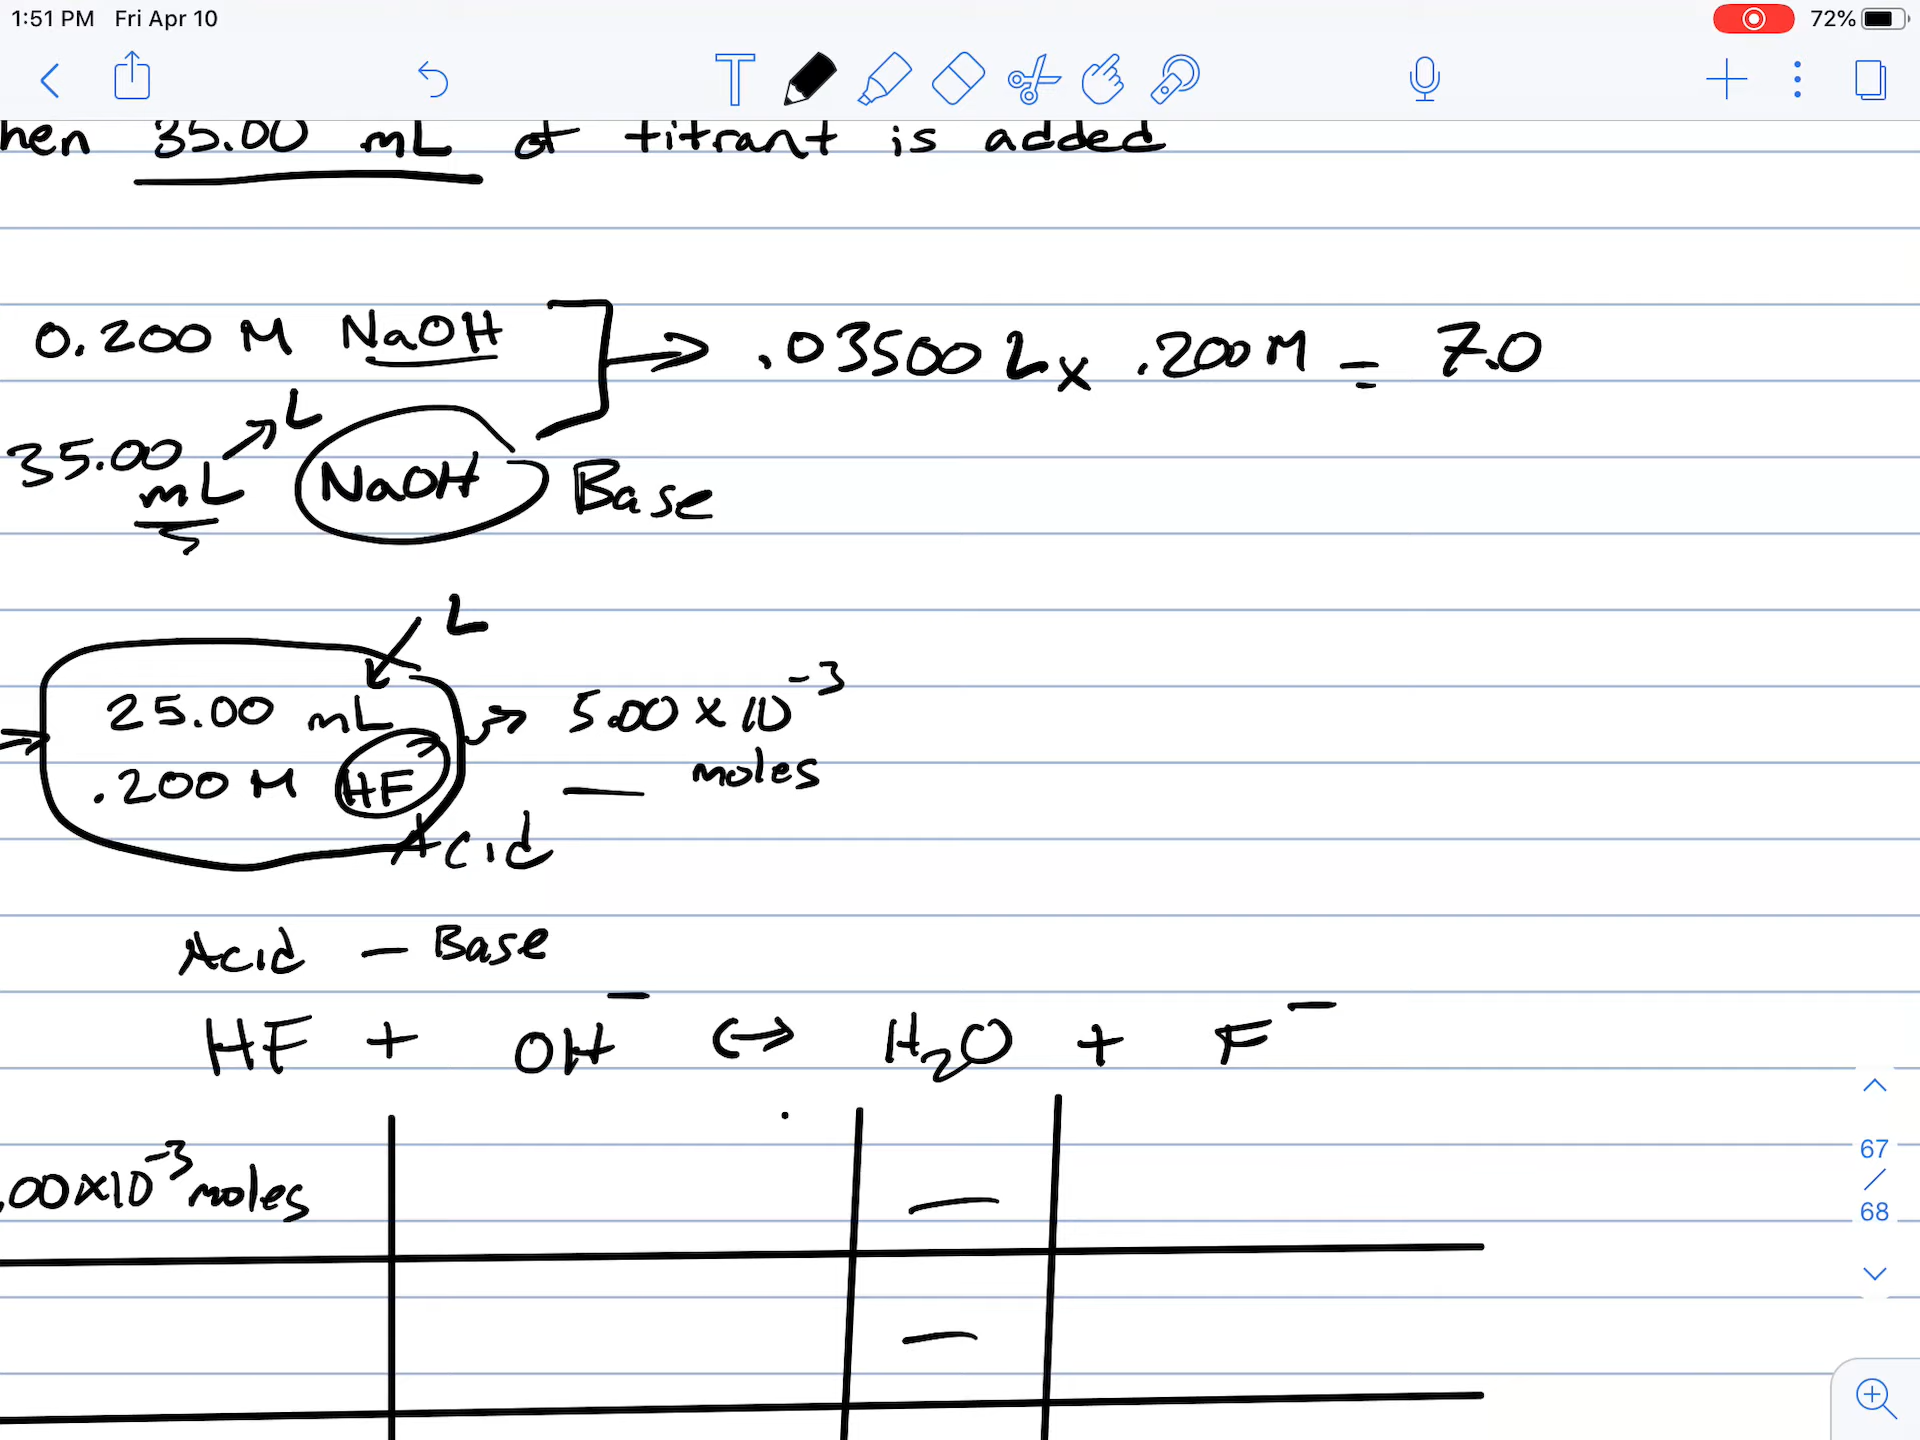 1:51 PM Fri Apr 10 72%
hen 35.00 mL of titrant is added
0.200 M NaOH → .03500 L x .200 M = 7.0
35.00 mL → L NaOH Base
L
25.00 mL → 5.00 x 10⁻³ moles
.200 M HF
Acid
Acid – Base
HF + OH⁻ ↔ H₂O + F⁻
.00x10⁻³ moles —
—
67
/
68